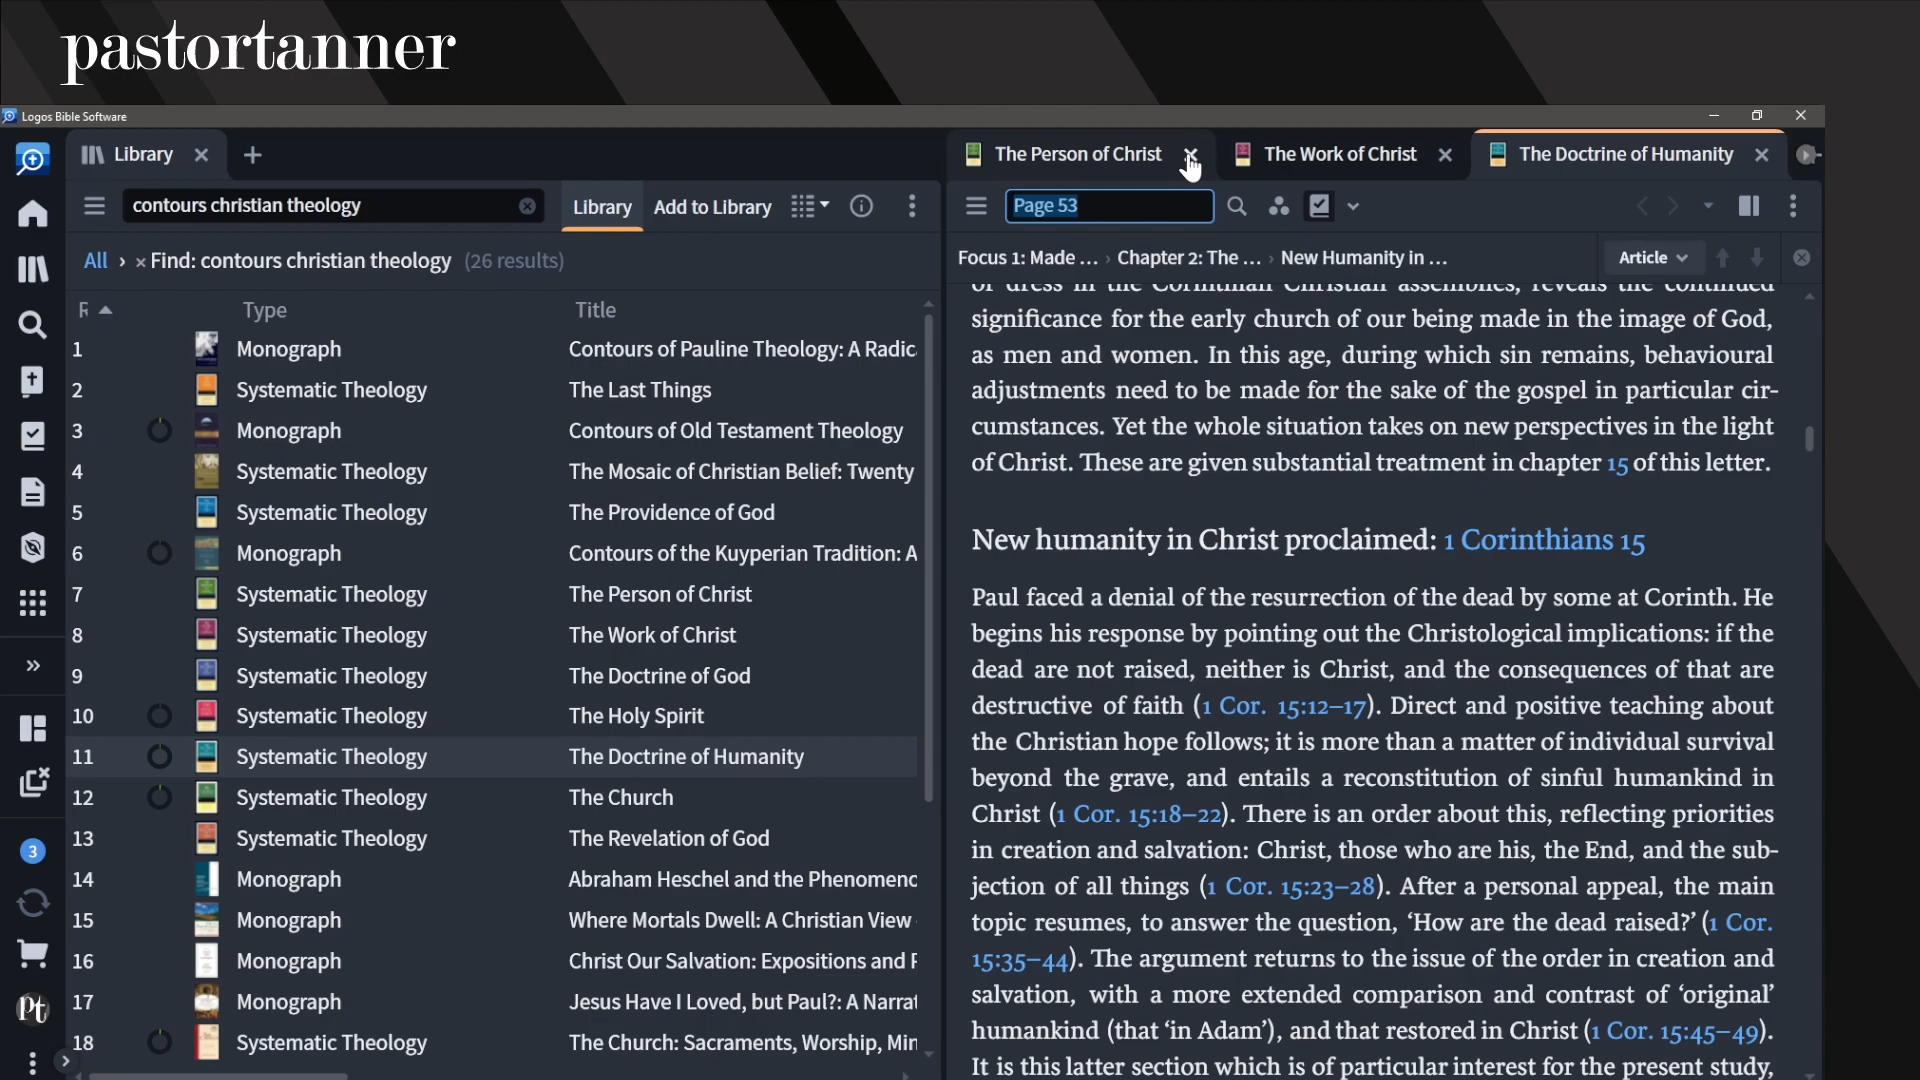 pastortanner
Logos Bible Software
Library
The Person of Christ
The Work of Christ
The Doctrine of Humanity
contours christian theology
Library
Add to Library
Page 53
All › × Find: contours christian theology (26 results)
Focus 1: Made ... › Chapter 2: The ... › New Humanity in ...
Article
R
Type
Title
1 Monograph Contours of Pauline Theology: A Radic
2 Systematic Theology The Last Things
3 Monograph Contours of Old Testament Theology
4 Systematic Theology The Mosaic of Christian Belief: Twenty
5 Systematic Theology The Providence of God
6 Monograph Contours of the Kuyperian Tradition: A
7 Systematic Theology The Person of Christ
8 Systematic Theology The Work of Christ
9 Systematic Theology The Doctrine of God
10 Systematic Theology The Holy Spirit
11 Systematic Theology The Doctrine of Humanity
12 Systematic Theology The Church
13 Systematic Theology The Revelation of God
14 Monograph Abraham Heschel and the Phenomeno
15 Monograph Where Mortals Dwell: A Christian View
16 Monograph Christ Our Salvation: Expositions and P
17 Monograph Jesus Have I Loved, but Paul?: A Narrat
18 Systematic Theology The Church: Sacraments, Worship, Min
3
Pt
or dress in the Corinthian Christian assemblies, reveals the continued
significance for the early church of our being made in the image of God,
as men and women. In this age, during which sin remains, behavioural
adjustments need to be made for the sake of the gospel in particular cir-
cumstances. Yet the whole situation takes on new perspectives in the light
of Christ. These are given substantial treatment in chapter 15 of this letter.
New humanity in Christ proclaimed: 1 Corinthians 15
Paul faced a denial of the resurrection of the dead by some at Corinth. He
begins his response by pointing out the Christological implications: if the
dead are not raised, neither is Christ, and the consequences of that are
destructive of faith (1 Cor. 15:12–17). Direct and positive teaching about
the Christian hope follows; it is more than a matter of individual survival
beyond the grave, and entails a reconstitution of sinful humankind in
Christ (1 Cor. 15:18–22). There is an order about this, reflecting priorities
in creation and salvation: Christ, those who are his, the End, and the sub-
jection of all things (1 Cor. 15:23–28). After a personal appeal, the main
topic resumes, to answer the question, ‘How are the dead raised?’ (1 Cor.
15:35–44). The argument returns to the issue of the order in creation and
salvation, with a more extended comparison and contrast of ‘original’
humankind (that ‘in Adam’), and that restored in Christ (1 Cor. 15:45–49).
It is this latter section which is of particular interest for the present study,